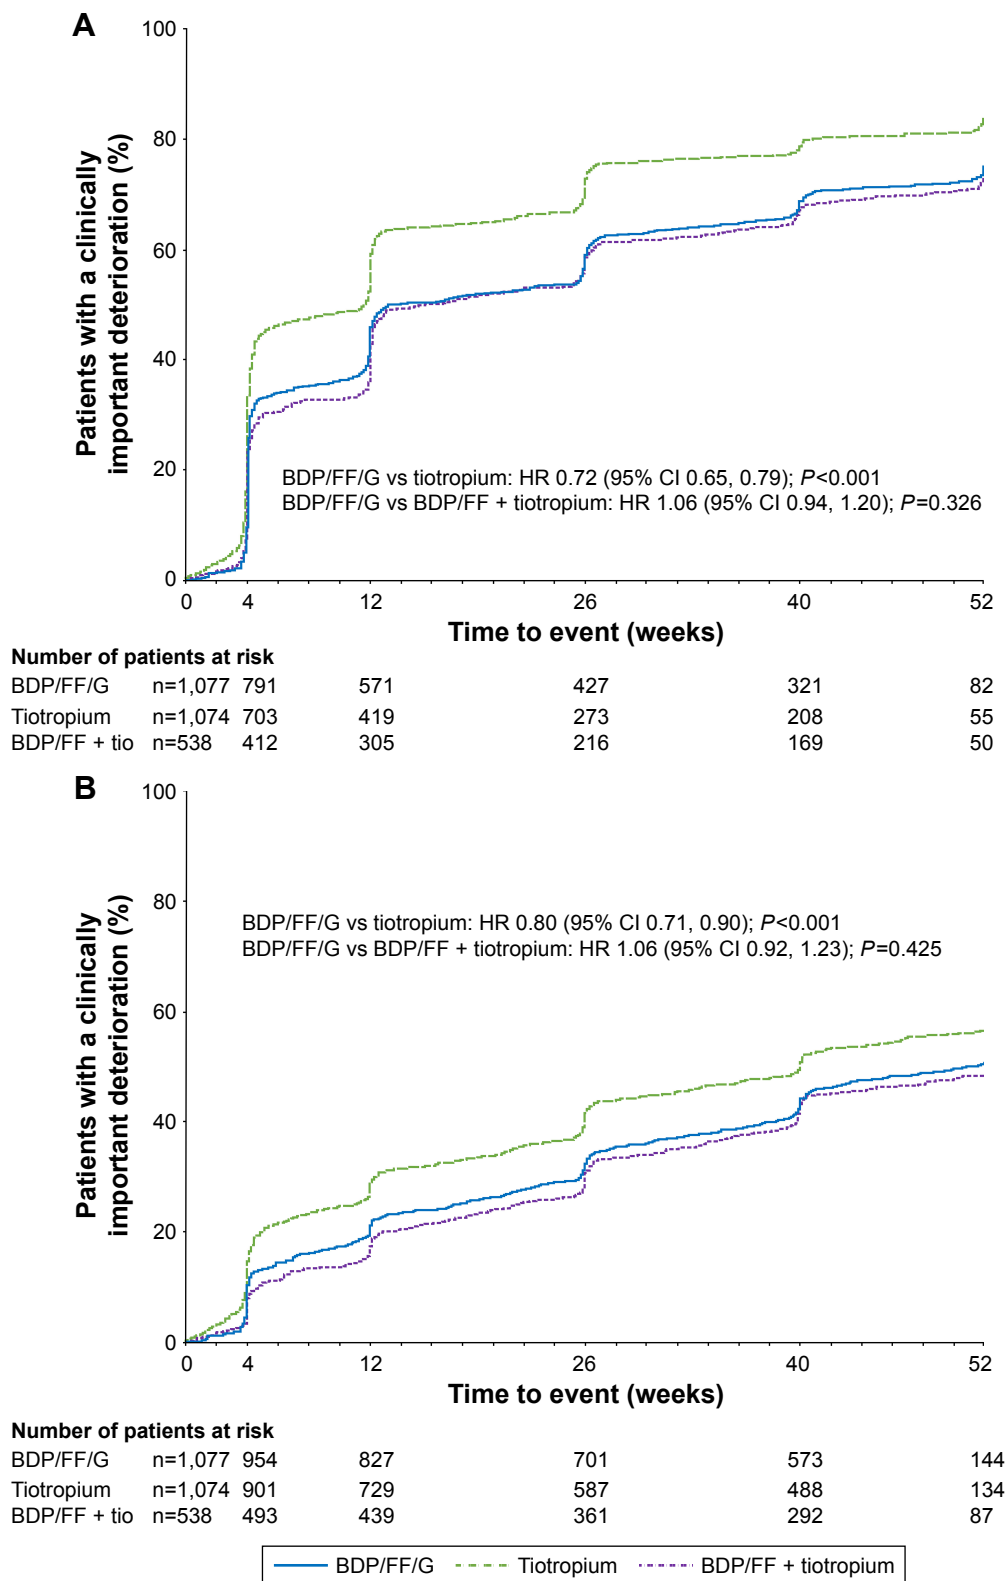 A
100
80
60
40
20
0
Patients with a clinically
important deterioration (%)
BDP/FF/G vs tiotropium: HR 0.72 (95% CI 0.65, 0.79); P<0.001
BDP/FF/G vs BDP/FF + tiotropium: HR 1.06 (95% CI 0.94, 1.20); P=0.326
0 4 12 26 40 52
Time to event (weeks)
Number of patients at risk
BDP/FF/G n=1,077 791 571 427 321 82
Tiotropium n=1,074 703 419 273 208 55
BDP/FF + tio n=538 412 305 216 169 50
B
100
80
60
40
20
0
Patients with a clinically
important deterioration (%)
BDP/FF/G vs tiotropium: HR 0.80 (95% CI 0.71, 0.90); P<0.001
BDP/FF/G vs BDP/FF + tiotropium: HR 1.06 (95% CI 0.92, 1.23); P=0.425
0 4 12 26 40 52
Time to event (weeks)
Number of patients at risk
BDP/FF/G n=1,077 954 827 701 573 144
Tiotropium n=1,074 901 729 587 488 134
BDP/FF + tio n=538 493 439 361 292 87
BDP/FF/G Tiotropium BDP/FF + tiotropium